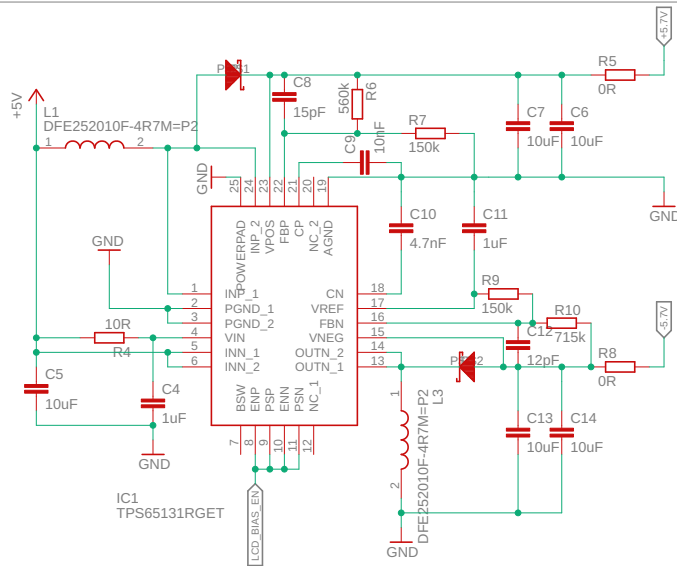 +5.7V
R5
0R
C8
15pF
560k
R6
+5V
L1
DFE252010F-4R7M=P2
1
2
C9
10nF
R7
150k
C7
10uF
C6
10uF
GND
25
24
23
22
21
20
19
POWERPAD
INP_2
VPOS
FBP
CP
NC_2
AGND
GND
C10
4.7nF
C11
1uF
GND
1
INP_1
2
PGND_1
3
PGND_2
4
VIN
5
INN_1
6
INN_2
CN
18
VREF
17
FBN
16
VNEG
15
OUTN_2
14
OUTN_1
13
R9
150k
R10
715k
-5.7V
C12
12pF
R8
0R
10R
R4
C5
10uF
C4
1uF
GND
BSW
ENP
PSP
ENN
PSN
NC_1
7
8
9
10
11
12
1
2
L3
DFE252010F-4R7M=P2
C13
10uF
C14
10uF
GND
IC1
TPS65131RGET
LCD_BIAS_EN